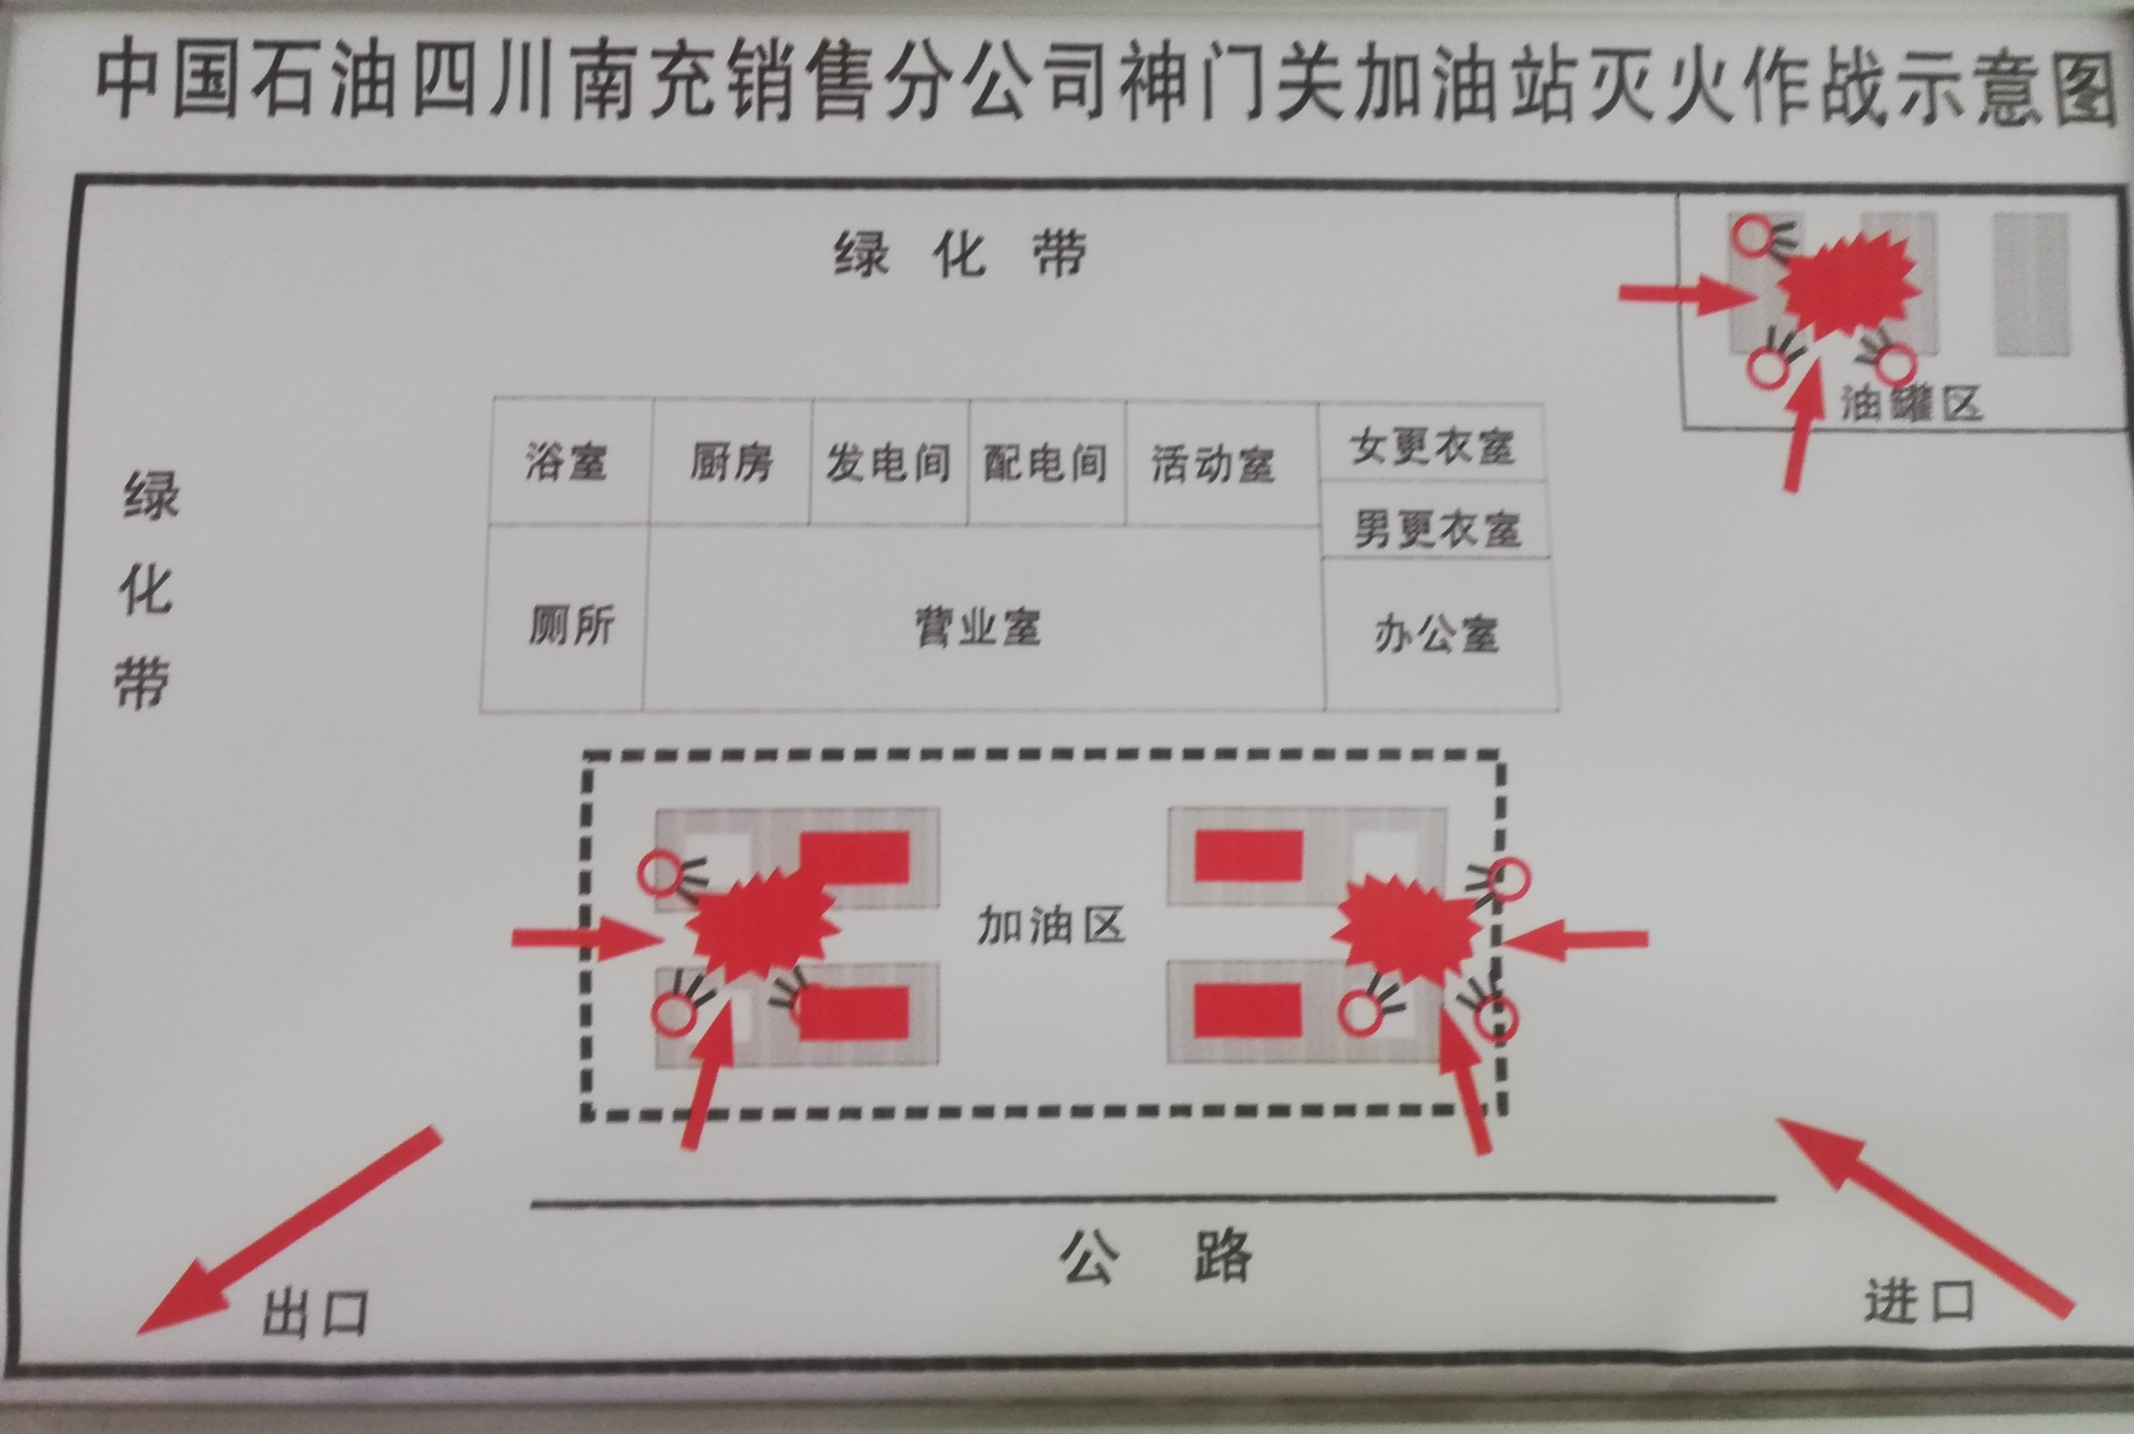 中国石油四川南充销售分公司神门关加油站灭火作战示意图
绿化带
油罐区
绿化带
浴室
厨房
发电间
配电间
活动室
女更衣室
男更衣室
厕所
营业室
办公室
加油区
公路
出口
进口